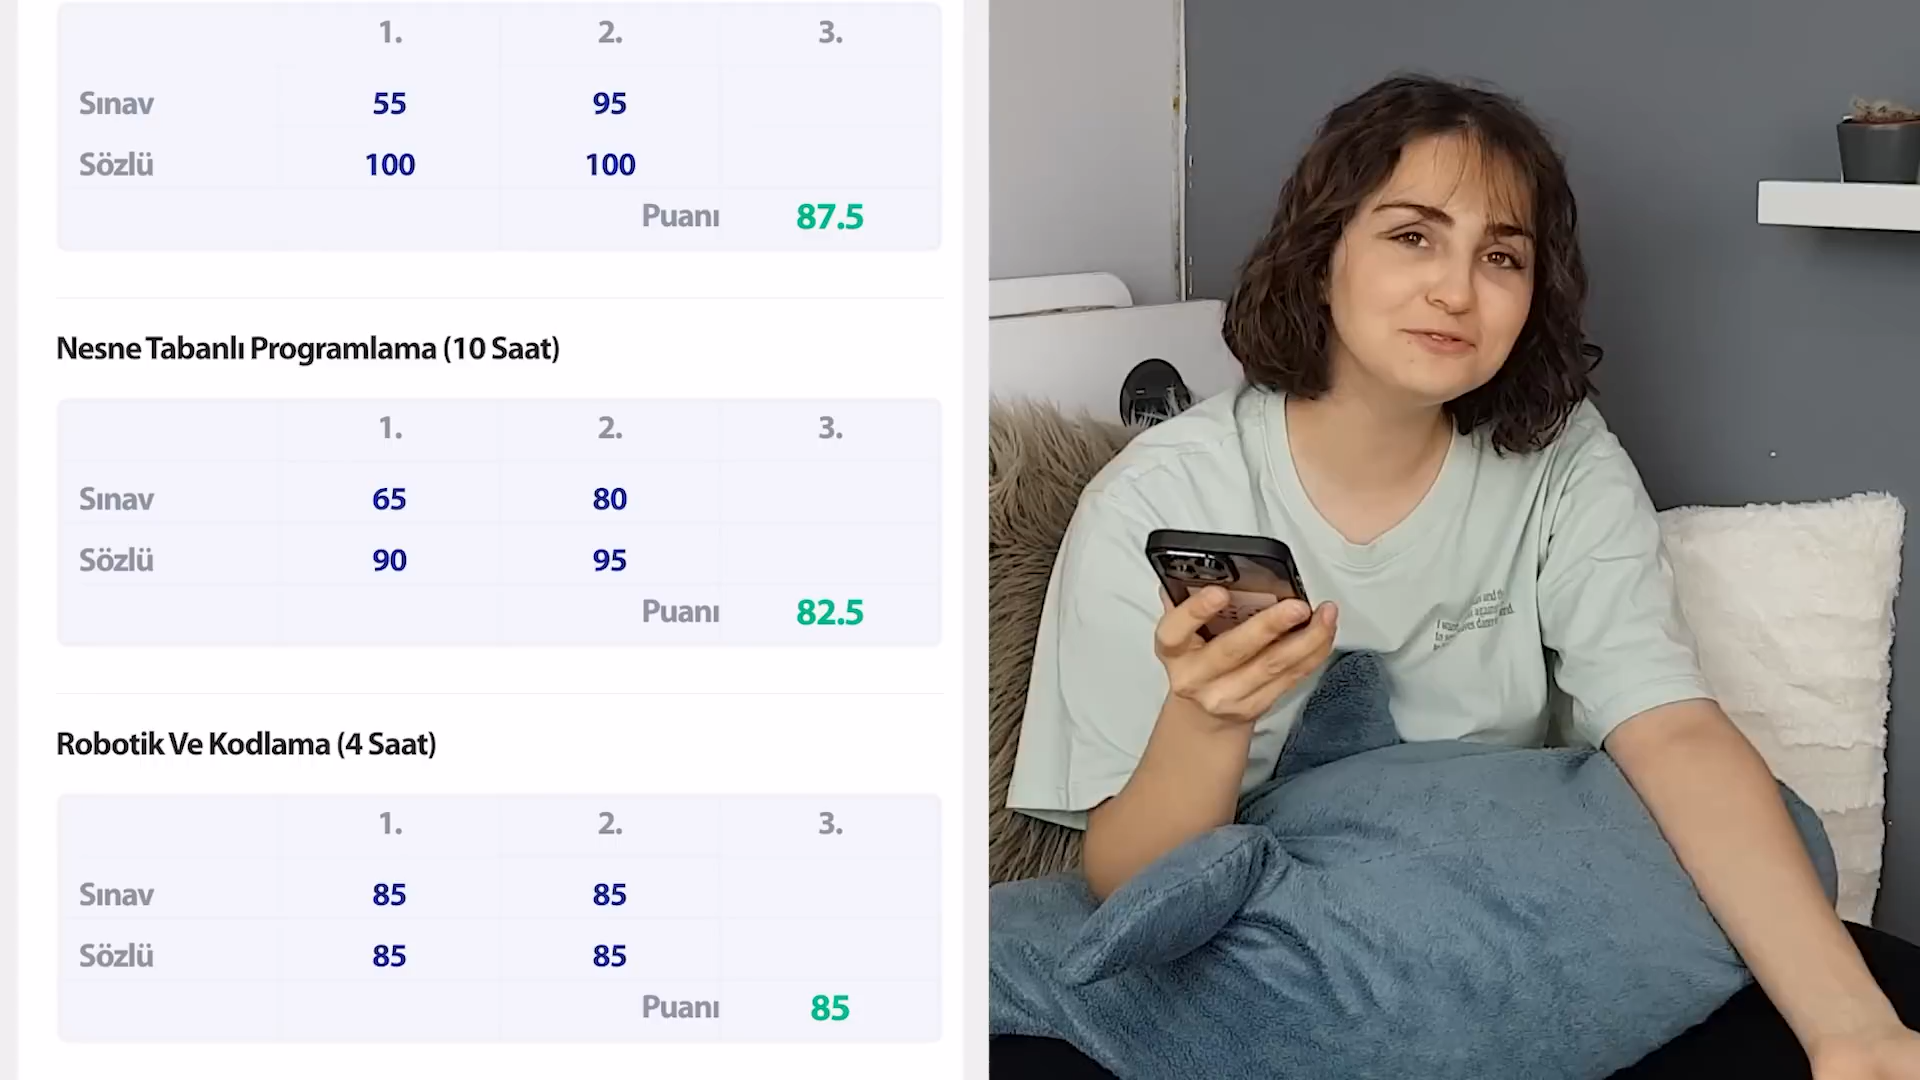 1. 2. 3.
Sınav 55 95
Sözlü 100 100
Puanı 87.5
Nesne Tabanlı Programlama (10 Saat)
1. 2. 3.
Sınav 65 80
Sözlü 90 95
Puanı 82.5
Robotik Ve Kodlama (4 Saat)
1. 2. 3.
Sınav 85 85
Sözlü 85 85
Puanı 85